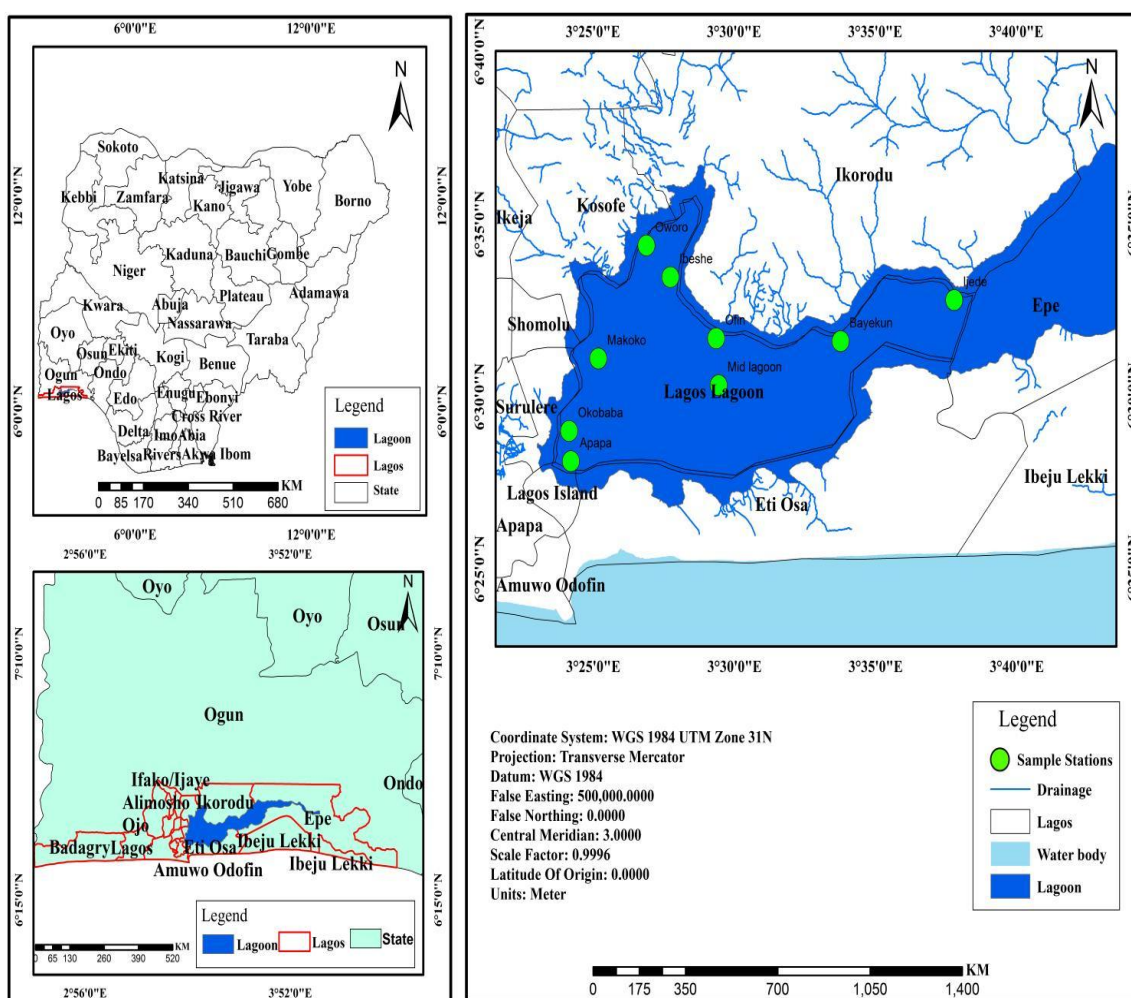 6°0'0"E 12°0'0"E
N
12°0'0"N
12°0'0"N
Sokoto
Katsina
Jigawa
Yobe
Kebbi
Zamfara
Kano
Borno
Kaduna
Bauchi
Gombe
Niger
Adamawa
Plateau
Kwara
Abuja
Nassarawa
Oyo
Taraba
Osun
Ekiti
Kogi
Benue
Ogun
Ondo
Lagos
Edo
Enugu
Ebonyi
Cross River
Delta
Imo
Abia
Bayelsa
Rivers
Akwa Ibom
6°0'0"N
6°0'0"N
Legend
Lagoon
Lagos
State
KM
0 85 170 340 510 680
6°0'0"E 12°0'0"E
2°56'0"E 3°52'0"E
N
Oyo
Oyo
Osun
7°10'0"N
7°10'0"N
Ogun
Ondo
Ifako/Ijaye
Alimosho
Ikorodu
Ojo
Epe
Badagry
Lagos
Eti Osa
Ibeju Lekki
Amuwo Odofin
Ibeju Lekki
6°15'0"N
6°15'0"N
Legend
Lagoon
Lagos
State
KM
0 65 130 260 390 520
2°56'0"E 3°52'0"E
3°25'0"E 3°30'0"E 3°35'0"E 3°40'0"E
6°40'0"N
N
Ikorodu
Kosofe
Ikeja
6°35'0"N
Oworo
Ibeshe
Ijede
Epe
Ofin
Bayekun
Shomolu
Makoko
Mid lagoon
Lagos Lagoon
6°30'0"N
Surulere
Okobaba
Apapa
Ibeju Lekki
Lagos Island
Eti Osa
Apapa
6°25'0"N
Amuwo Odofin
3°25'0"E 3°30'0"E 3°35'0"E 3°40'0"E
Coordinate System: WGS 1984 UTM Zone 31N
Projection: Transverse Mercator
Datum: WGS 1984
False Easting: 500,000.0000
False Northing: 0.0000
Central Meridian: 3.0000
Scale Factor: 0.9996
Latitude Of Origin: 0.0000
Units: Meter
Legend
Sample Stations
Drainage
Lagos
Water body
Lagoon
KM
0 175 350 700 1,050 1,400